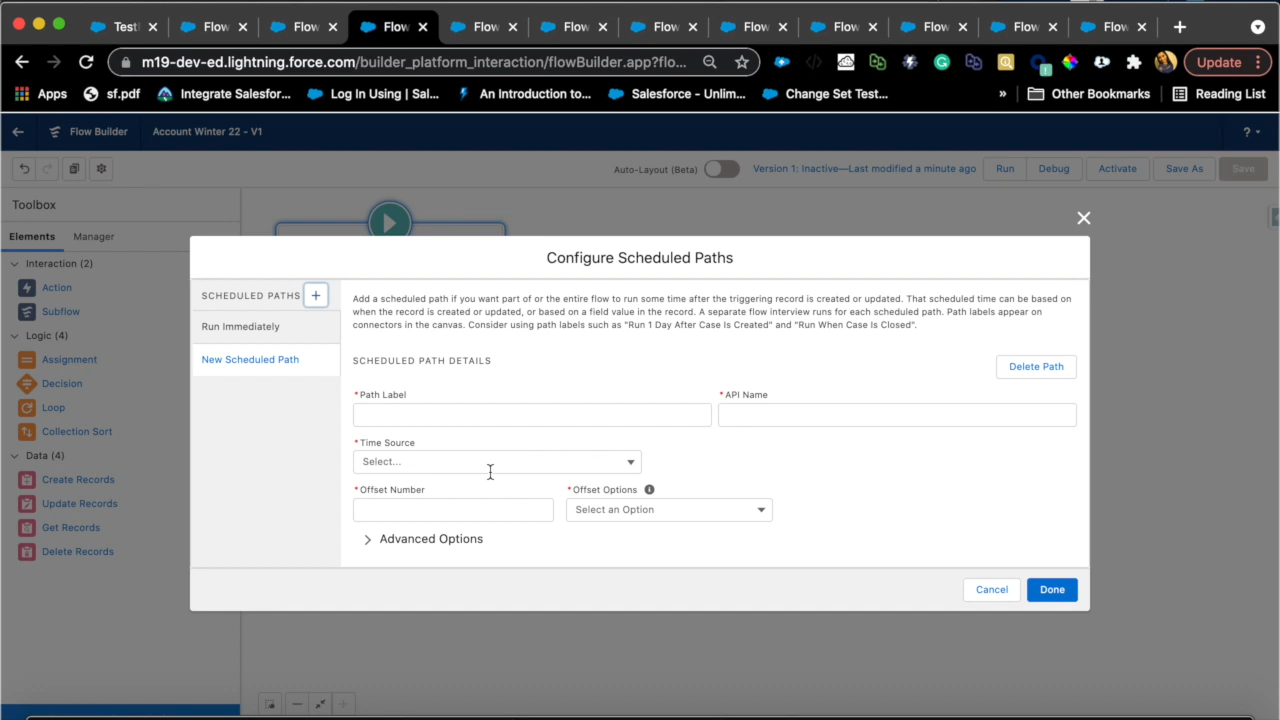 Testi
Flow
Flow
Flow
Flow
Flow
Flow
Flow
Flow
Flow
Flow
Flow
m19-dev-ed.lightning.force.com/builder_platform_interaction/flowBuilder.app?flo...
Update
Apps
sf.pdf
Integrate Salesfor...
Log In Using | Sal...
An Introduction to...
Salesforce - Unlim...
Change Set Test...
»
Other Bookmarks
Reading List
Flow Builder
Account Winter 22 - V1
?
Auto-Layout (Beta)
Version 1: Inactive—Last modified a minute ago
Run
Debug
Activate
Save As
Save
Toolbox
Elements
Manager
Interaction (2)
Action
Subflow
Logic (4)
Assignment
Decision
Loop
Collection Sort
Data (4)
Create Records
Update Records
Get Records
Delete Records
Configure Scheduled Paths
SCHEDULED PATHS
Run Immediately
New Scheduled Path
Add a scheduled path if you want part of or the entire flow to run some time after the triggering record is created or updated. That scheduled time can be based on
when the record is created or updated, or based on a field value in the record. A separate flow interview runs for each scheduled path. Path labels appear on
connectors in the canvas. Consider using path labels such as "Run 1 Day After Case Is Created" and "Run When Case Is Closed".
SCHEDULED PATH DETAILS
Delete Path
*Path Label
*API Name
*Time Source
Select...
*Offset Number
*Offset Options
Select an Option
Advanced Options
Cancel
Done